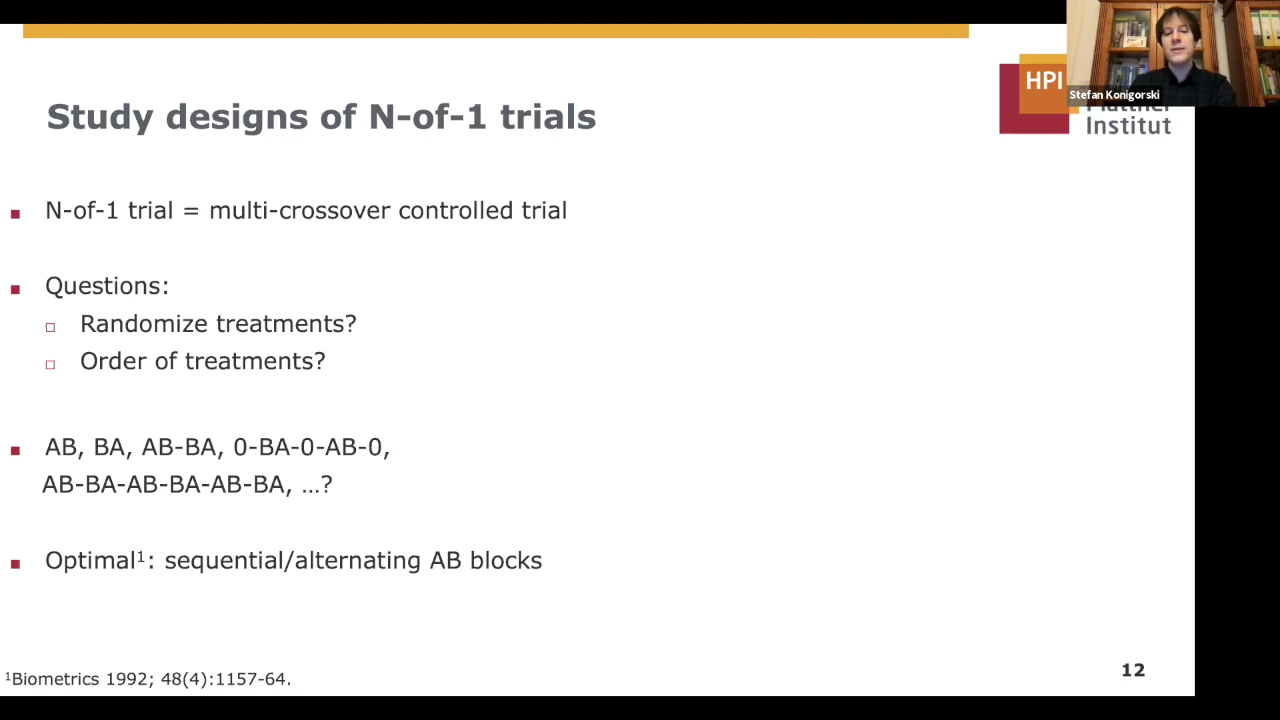 Study designs of N-of-1 trials
HPI
Stefan Konigorski
Institut
N-of-1 trial = multi-crossover controlled trial
Questions:
Randomize treatments?
Order of treatments?
AB, BA, AB-BA, 0-BA-0-AB-0,
AB-BA-AB-BA-AB-BA, …?
Optimal¹: sequential/alternating AB blocks
¹Biometrics 1992; 48(4):1157-64.
12